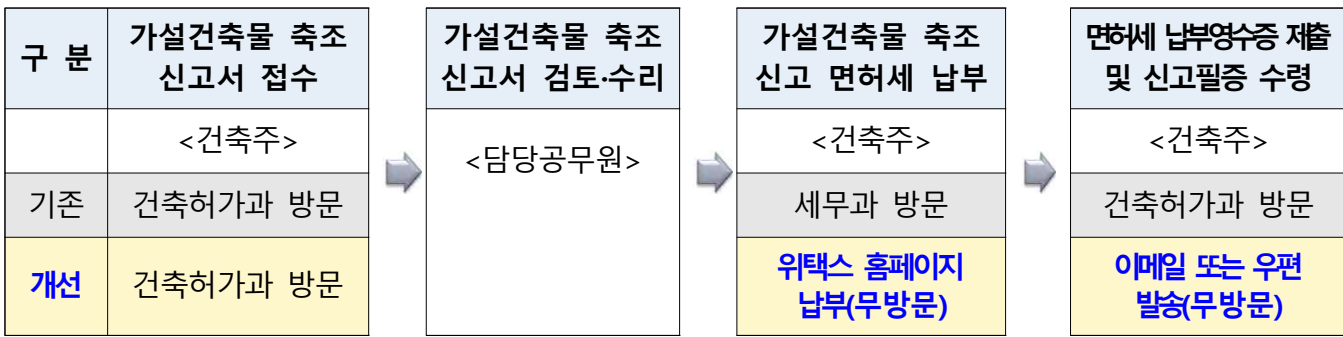 구 분
가설건축물 축조
신고서 접수
가설건축물 축조
신고서 검토·수리
가설건축물 축조
신고 면허세 납부
면허세 납부영수증 제출
및 신고필증 수령
<건축주>
<담당공무원>
<건축주>
<건축주>
기존
건축허가과 방문
세무과 방문
건축허가과 방문
개선
건축허가과 방문
위택스 홈페이지
납부(무방문)
이메일 또는 우편
발송(무방문)